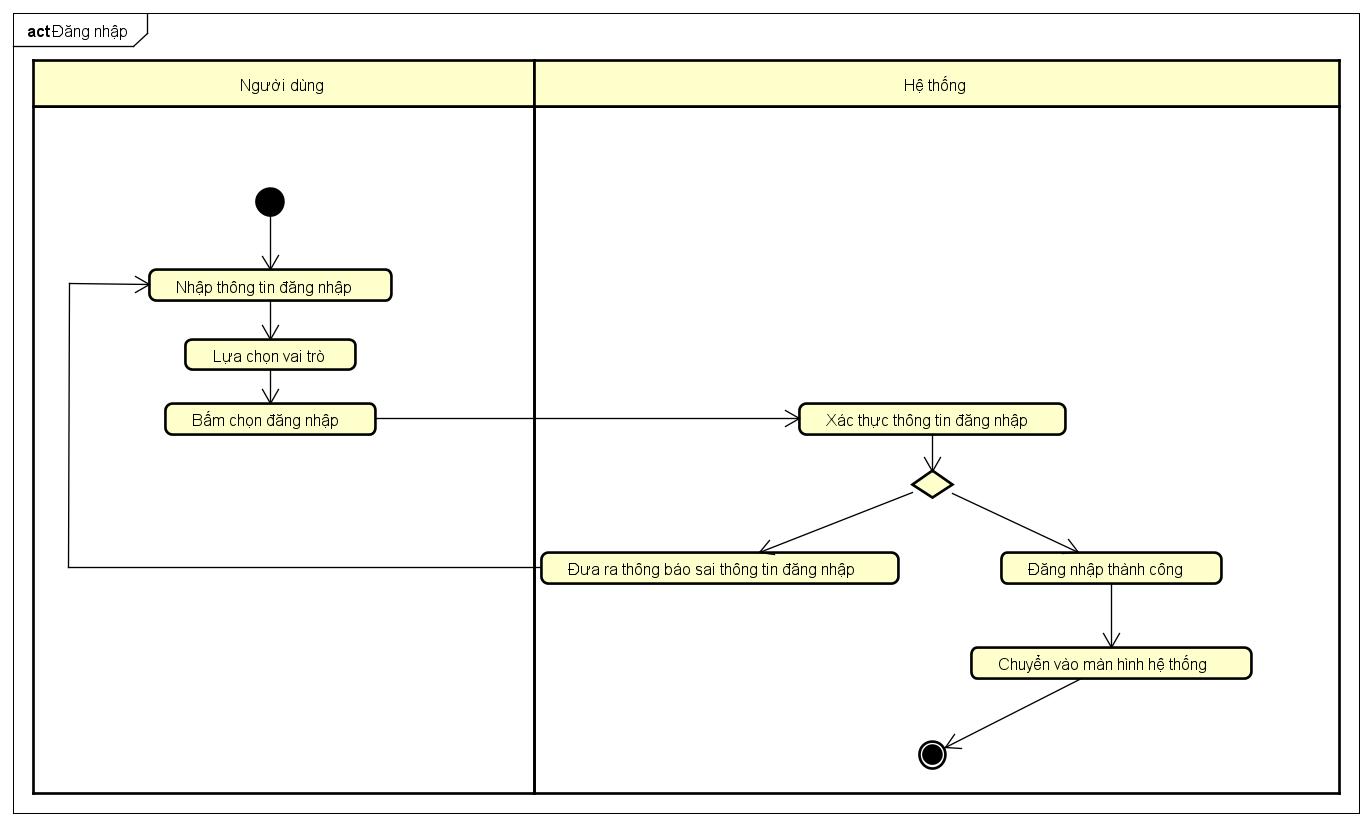 act Đăng nhập
Người dùng
Hệ thống
Nhập thông tin đăng nhập
Lựa chọn vai trò
Bấm chọn đăng nhập
Xác thực thông tin đăng nhập
Đưa ra thông báo sai thông tin đăng nhập
Đăng nhập thành công
Chuyển vào màn hình hệ thống